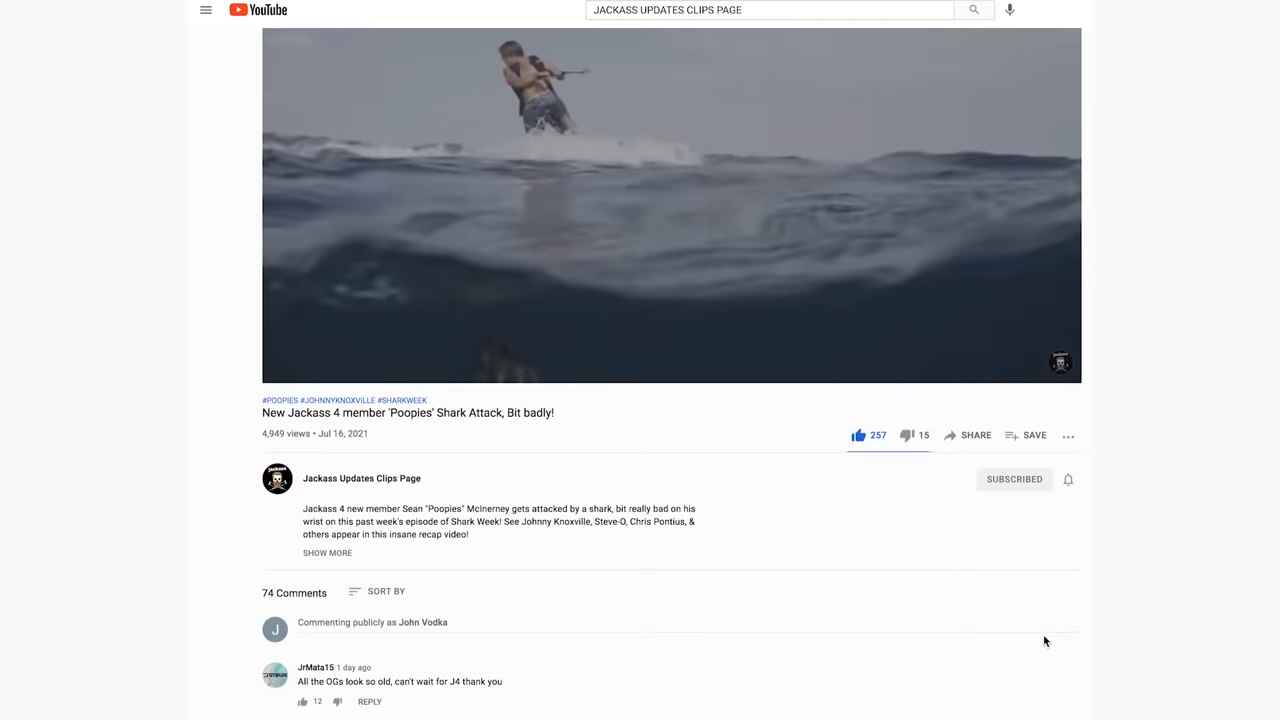 YouTube
JACKASS UPDATES CLIPS PAGE
jackass
#POOPIES #JOHNNYKNOXVILLE #SHARKWEEK
New Jackass 4 member 'Poopies' Shark Attack, Bit badly!
4,949 views • Jul 16, 2021
257
15
SHARE
SAVE
jackass
Jackass Updates Clips Page
SUBSCRIBED
Jackass 4 new member Sean "Poopies" McInerney gets attacked by a shark, bit really bad on his
wrist on this past week's episode of Shark Week! See Johnny Knoxville, Steve-O, Chris Pontius, &
others appear in this insane recap video!
SHOW MORE
74 Comments
SORT BY
J
Commenting publicly as John Vodka
JrMata15 1 day ago
All the OGs look so old, can't wait for J4 thank you
12
REPLY